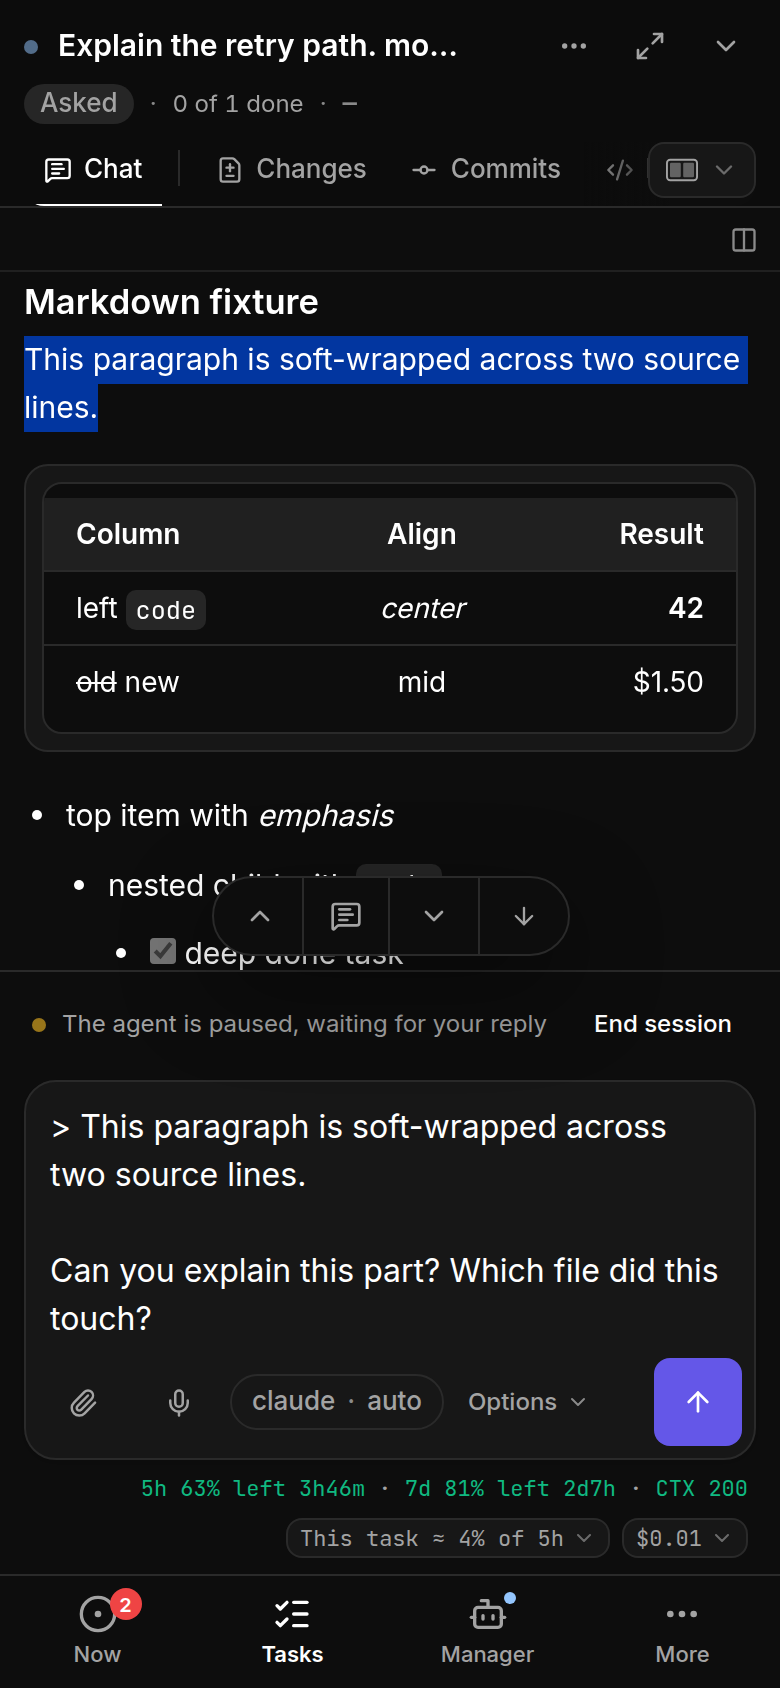 Explain the retry path. mo...
Asked · 0 of 1 done · –
Chat Changes Commits
Markdown fixture
This paragraph is soft-wrapped across two source
lines.
Column Align Result
left code center 42
old new mid $1.50
• top item with emphasis
• nested
• deep done task
The agent is paused, waiting for your reply End session
> This paragraph is soft-wrapped across
two source lines.
Can you explain this part? Which file did this
touch?
claude · auto Options
5h 63% left 3h46m · 7d 81% left 2d7h · CTX 200
This task ≈ 4% of 5h $0.01
2
Now Tasks Manager More